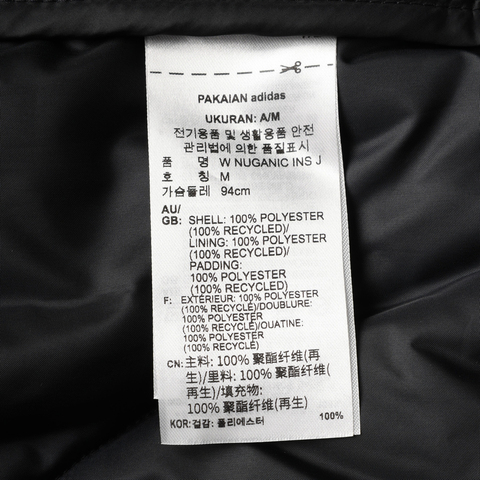 PAKAIAN adidas
UKURAN: A/M
전기용품 및 생활용품 안전
관리법에 의한 품질표시
품 명 W NUGANIC INS J
호 칭 M
가슴둘레 94cm
AU/
GB: SHELL: 100% POLYESTER
(100% RECYCLED)/
LINING: 100% POLYESTER
(100% RECYCLED)/
PADDING:
100% POLYESTER
(100% RECYCLED)
F: EXTÉRIEUR: 100% POLYESTER
(100% RECYCLÉ)/DOUBLURE:
100% POLYESTER
(100% RECYCLÉ)/OUATINE:
100% POLYESTER
(100% RECYCLÉ)
CN: 主料: 100% 聚酯纤维(再
生)/里料: 100% 聚酯纤维(
再生)/填充物:
100% 聚酯纤维(再生)
KOR: 겉감: 폴리에스터 100%